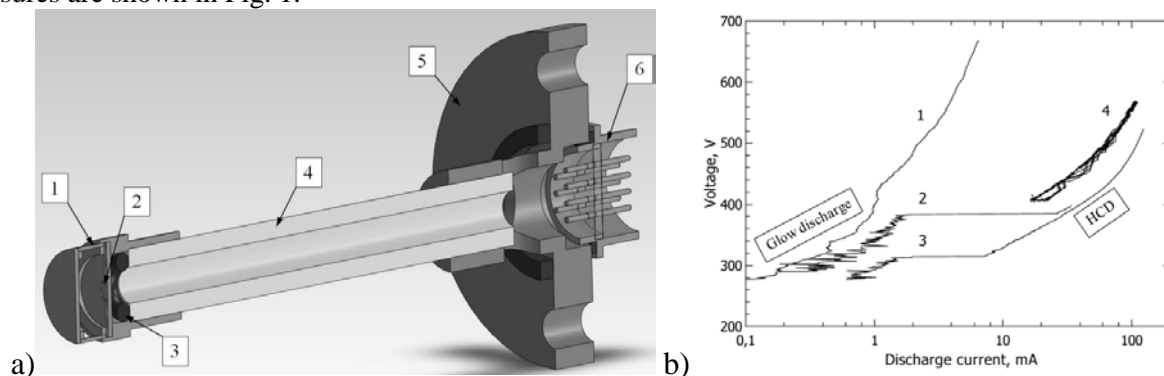 sures are shown in Fig. 1.
a)
1
2
3
4
5
6
b)
700
600
500
400
300
200
Voltage, V
0,1
1
10
100
Discharge current, mA
1
2
3
4
Glow discharge
HCD